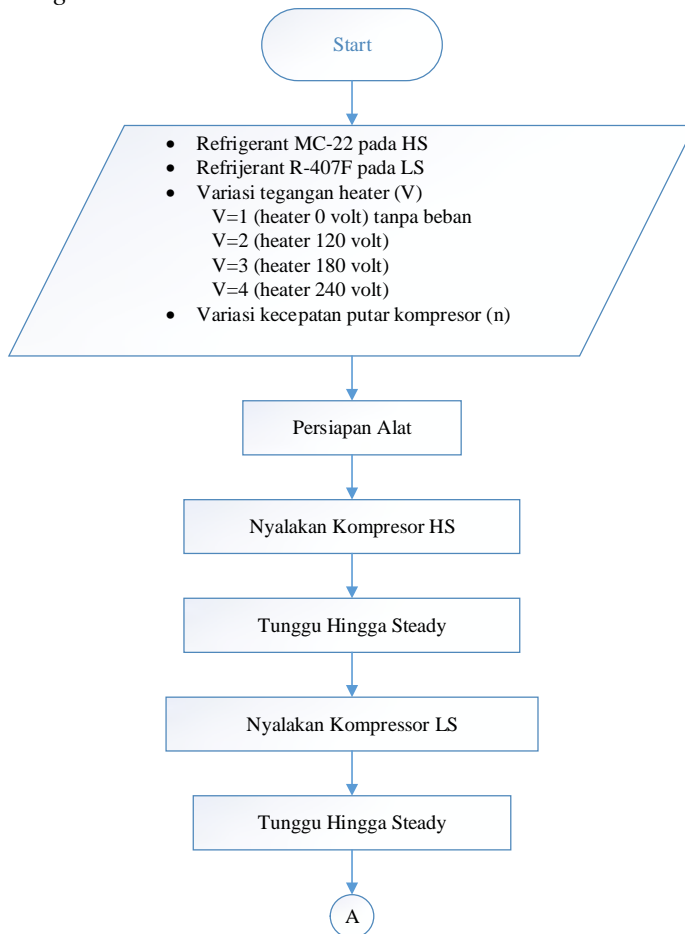 Start
• Refrigerant MC-22 pada HS
• Refrijerant R-407F pada LS
• Variasi tegangan heater (V)
V=1 (heater 0 volt) tanpa beban
V=2 (heater 120 volt)
V=3 (heater 180 volt)
V=4 (heater 240 volt)
• Variasi kecepatan putar kompresor (n)
Persiapan Alat
Nyalakan Kompresor HS
Tunggu Hingga Steady
Nyalakan Kompressor LS
Tunggu Hingga Steady
A